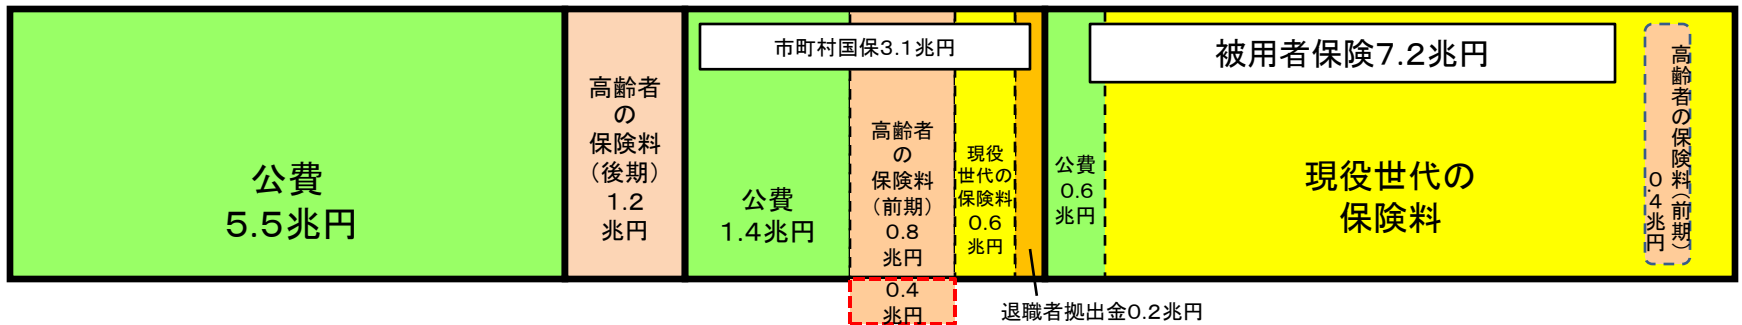 公費
5.5兆円
高齢者
の
保険料
（後期）
1.2
兆円
市町村国保3.1兆円
公費
1.4兆円
高齢者
の
保険料
（前期）
0.8
兆円
0.4
兆円
現役
世代の
保険料
0.6
兆円
退職者拠出金0.2兆円
被用者保険7.2兆円
公費
0.6
兆円
現役世代の
保険料
高齢者の保険料（前期）
0.4兆円